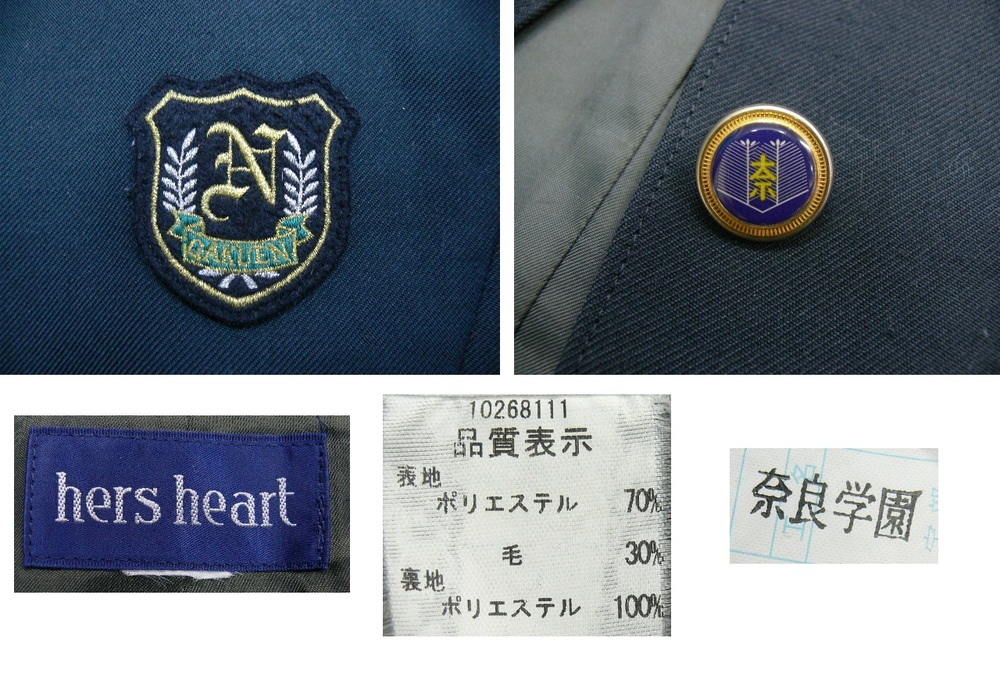 N
GAKUEN
奈
hers heart
10268111
品質表示
表地
ポリエステル 70%
毛 30%
裏地
ポリエステル 100%
奈良学園